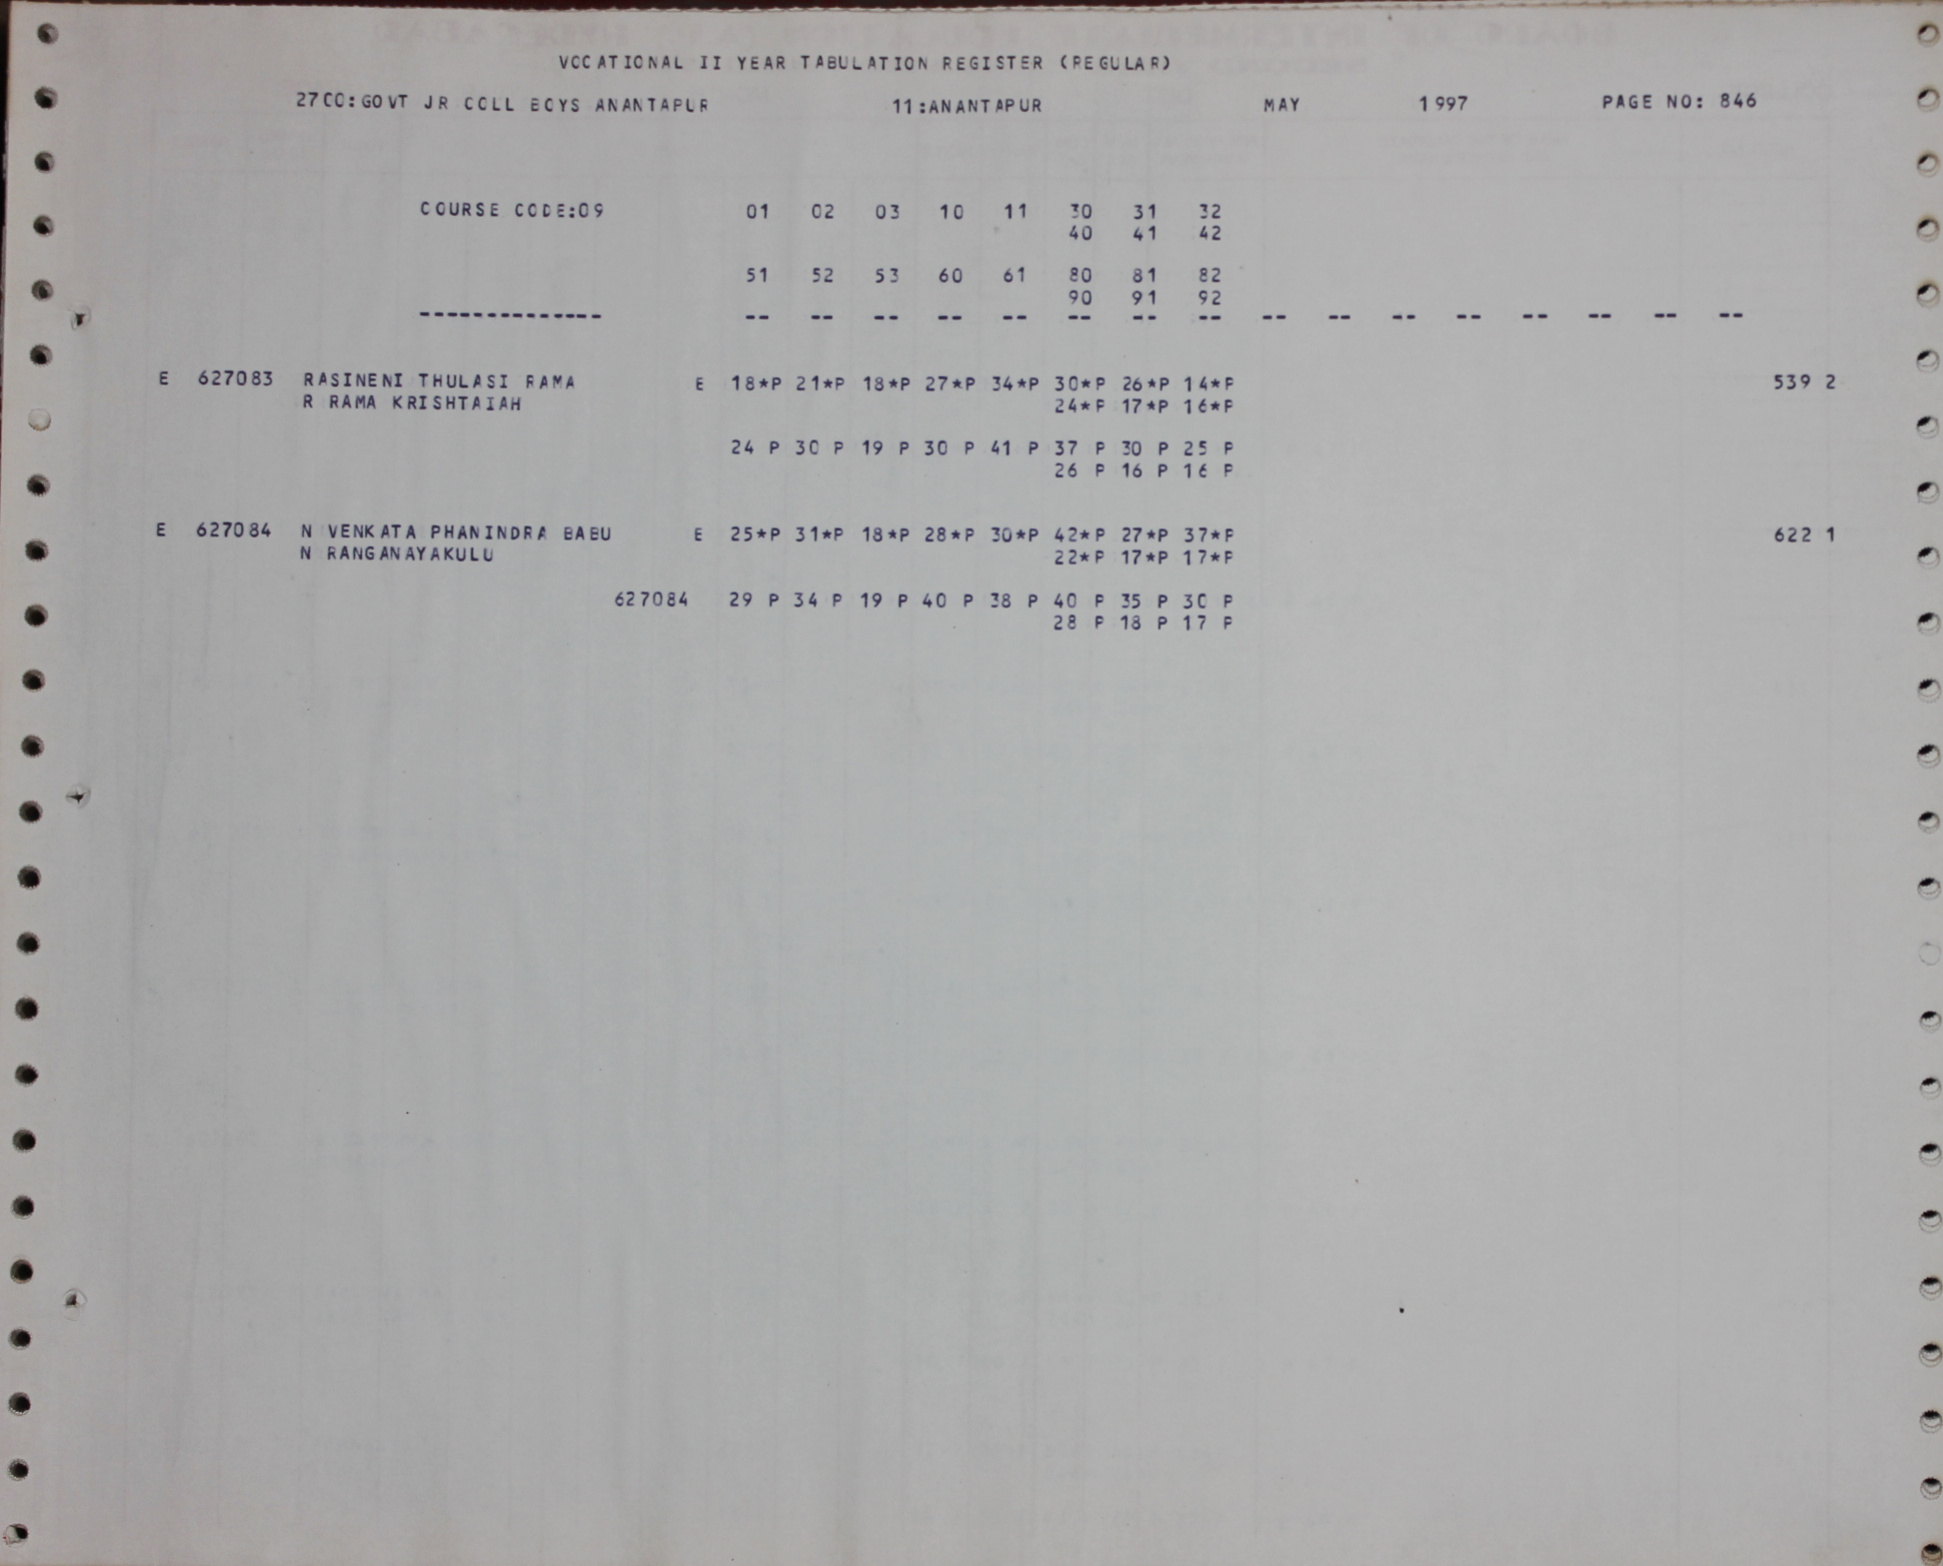 VOCATIONAL II YEAR TABULATION REGISTER (REGULAR)
2700:GOVT JR COLL BOYS ANANTAPUR 11:ANANTAPUR MAY 1997 PAGE NO: 846
COURSE CODE:09 01 02 03 10 11 30 31 32
40 41 42
51 52 53 60 61 80 81 82
90 91 92
-------------- -- -- -- -- -- -- -- -- -- -- -- -- -- -- -- --
E 627083 RASINENI THULASI RAMA E 18*P 21*P 18*P 27*P 34*P 30*P 26*P 14*P 539 2
R RAMA KRISHTAIAH 24*P 17*P 16*P
24 P 30 P 19 P 30 P 41 P 37 P 30 P 25 P
26 P 16 P 16 P
E 627084 N VENKATA PHANINDRA BABU E 25*P 31*P 18*P 28*P 30*P 42*P 27*P 37*P 622 1
N RANGANAYAKULU 22*P 17*P 17*P
627084 29 P 34 P 19 P 40 P 38 P 40 P 35 P 30 P
28 P 18 P 17 P